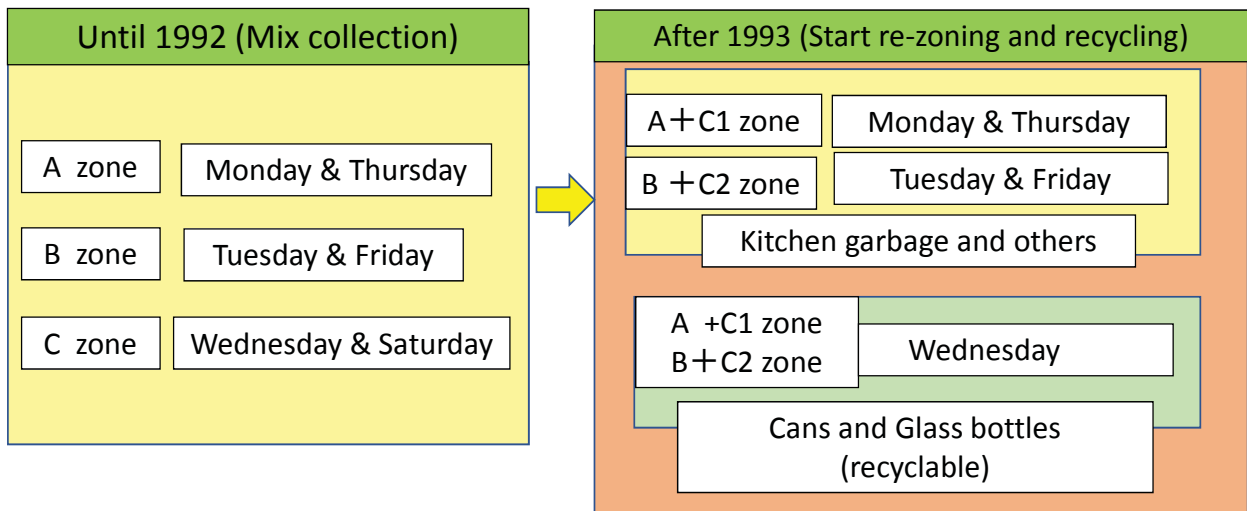 Until 1992 (Mix collection)
A zone
Monday & Thursday
B zone
Tuesday & Friday
C zone
Wednesday & Saturday
After 1993 (Start re-zoning and recycling)
A＋C1 zone
Monday & Thursday
B ＋C2 zone
Tuesday & Friday
Kitchen garbage and others
A +C1 zone
B＋C2 zone
Wednesday
Cans and Glass bottles
(recyclable)